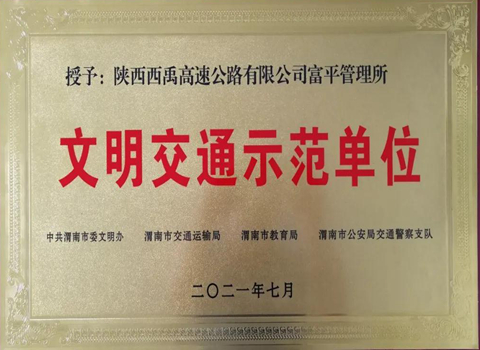 授予：陕西西禹高速公路有限公司富平管理所
文明交通示范单位
中共渭南市委文明办 渭南市交通运输局 渭南市教育局 渭南市公安局交通警察支队
二〇二一年七月